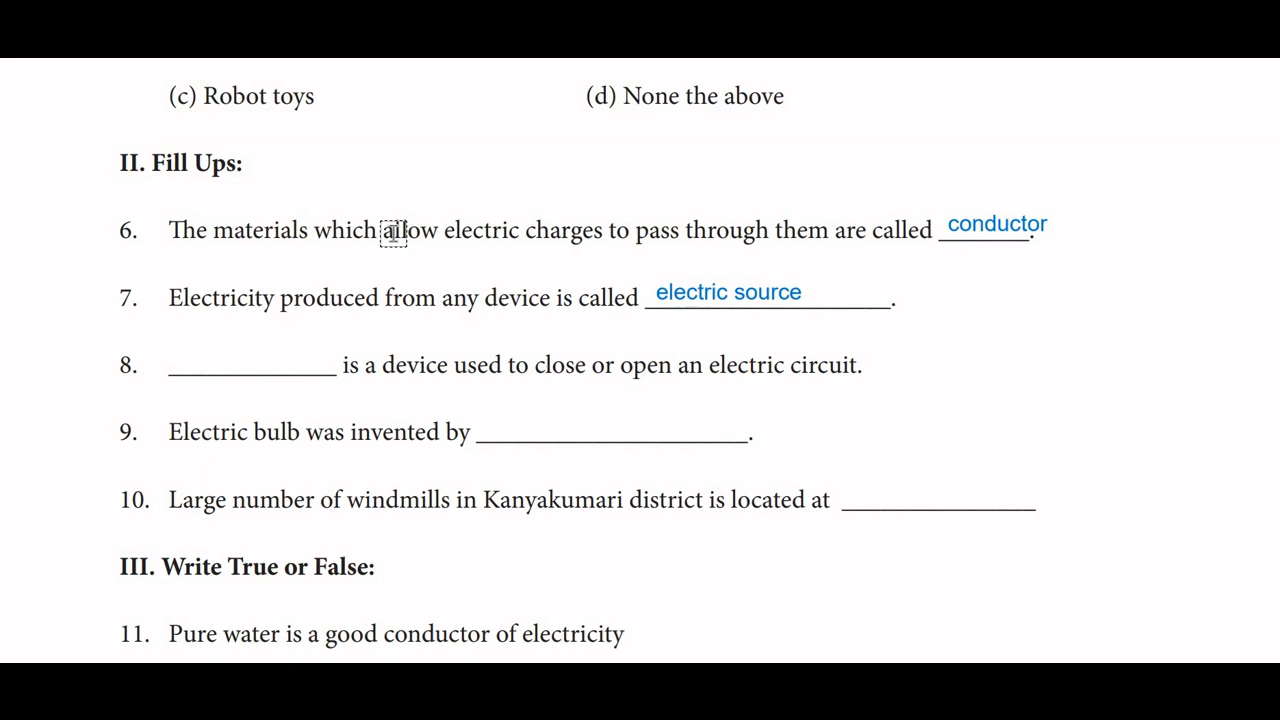 (c) Robot toys (d) None the above
II. Fill Ups:
6. The materials which allow electric charges to pass through them are called conductor.
7. Electricity produced from any device is called electric source.
8. ____________ is a device used to close or open an electric circuit.
9. Electric bulb was invented by ____________________.
10. Large number of windmills in Kanyakumari district is located at ______________
III. Write True or False:
11. Pure water is a good conductor of electricity